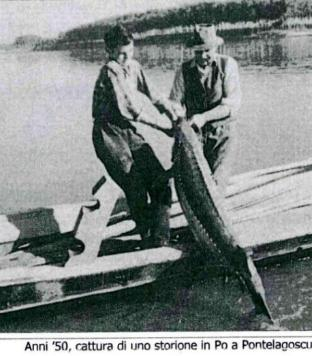 Anni '50, cattura di uno storione in Po a Pontelagoscu